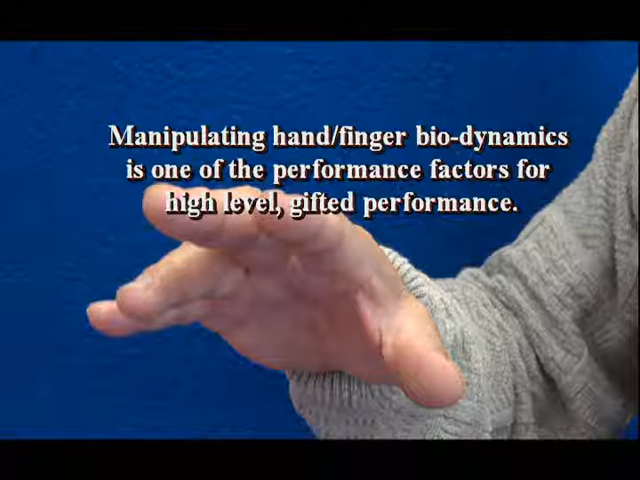 Manipulating hand/finger bio-dynamics
is one of the performance factors for
high level, gifted performance.